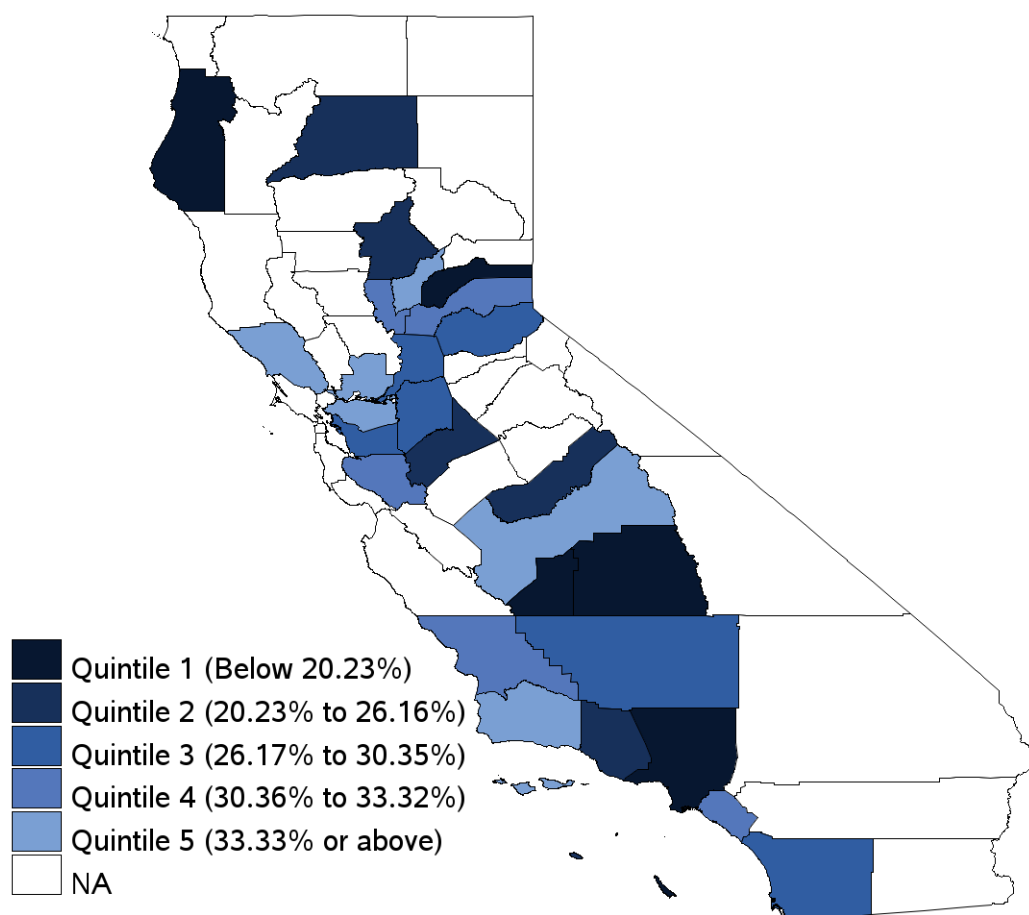 Quintile 1 (Below 20.23%)
Quintile 2 (20.23% to 26.16%)
Quintile 3 (26.17% to 30.35%)
Quintile 4 (30.36% to 33.32%)
Quintile 5 (33.33% or above)
NA